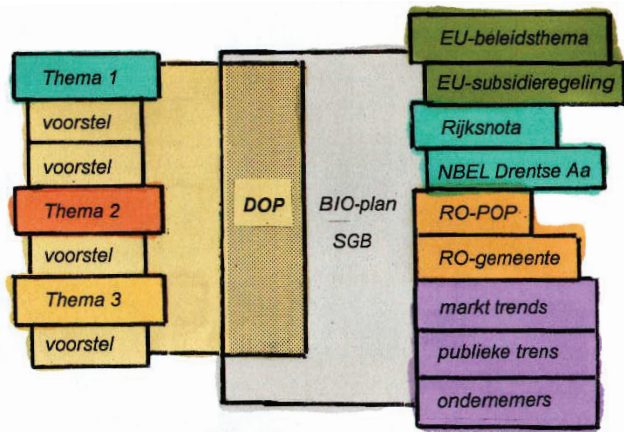 Thema 1
voorstel
voorstel
Thema 2
voorstel
Thema 3
voorstel
DOP
BIO-plan
SGB
EU-beleidsthema
EU-subsidieregeling
Rijksnota
NBEL Drentse Aa
RO-POP
RO-gemeente
markt trends
publieke trens
ondernemers